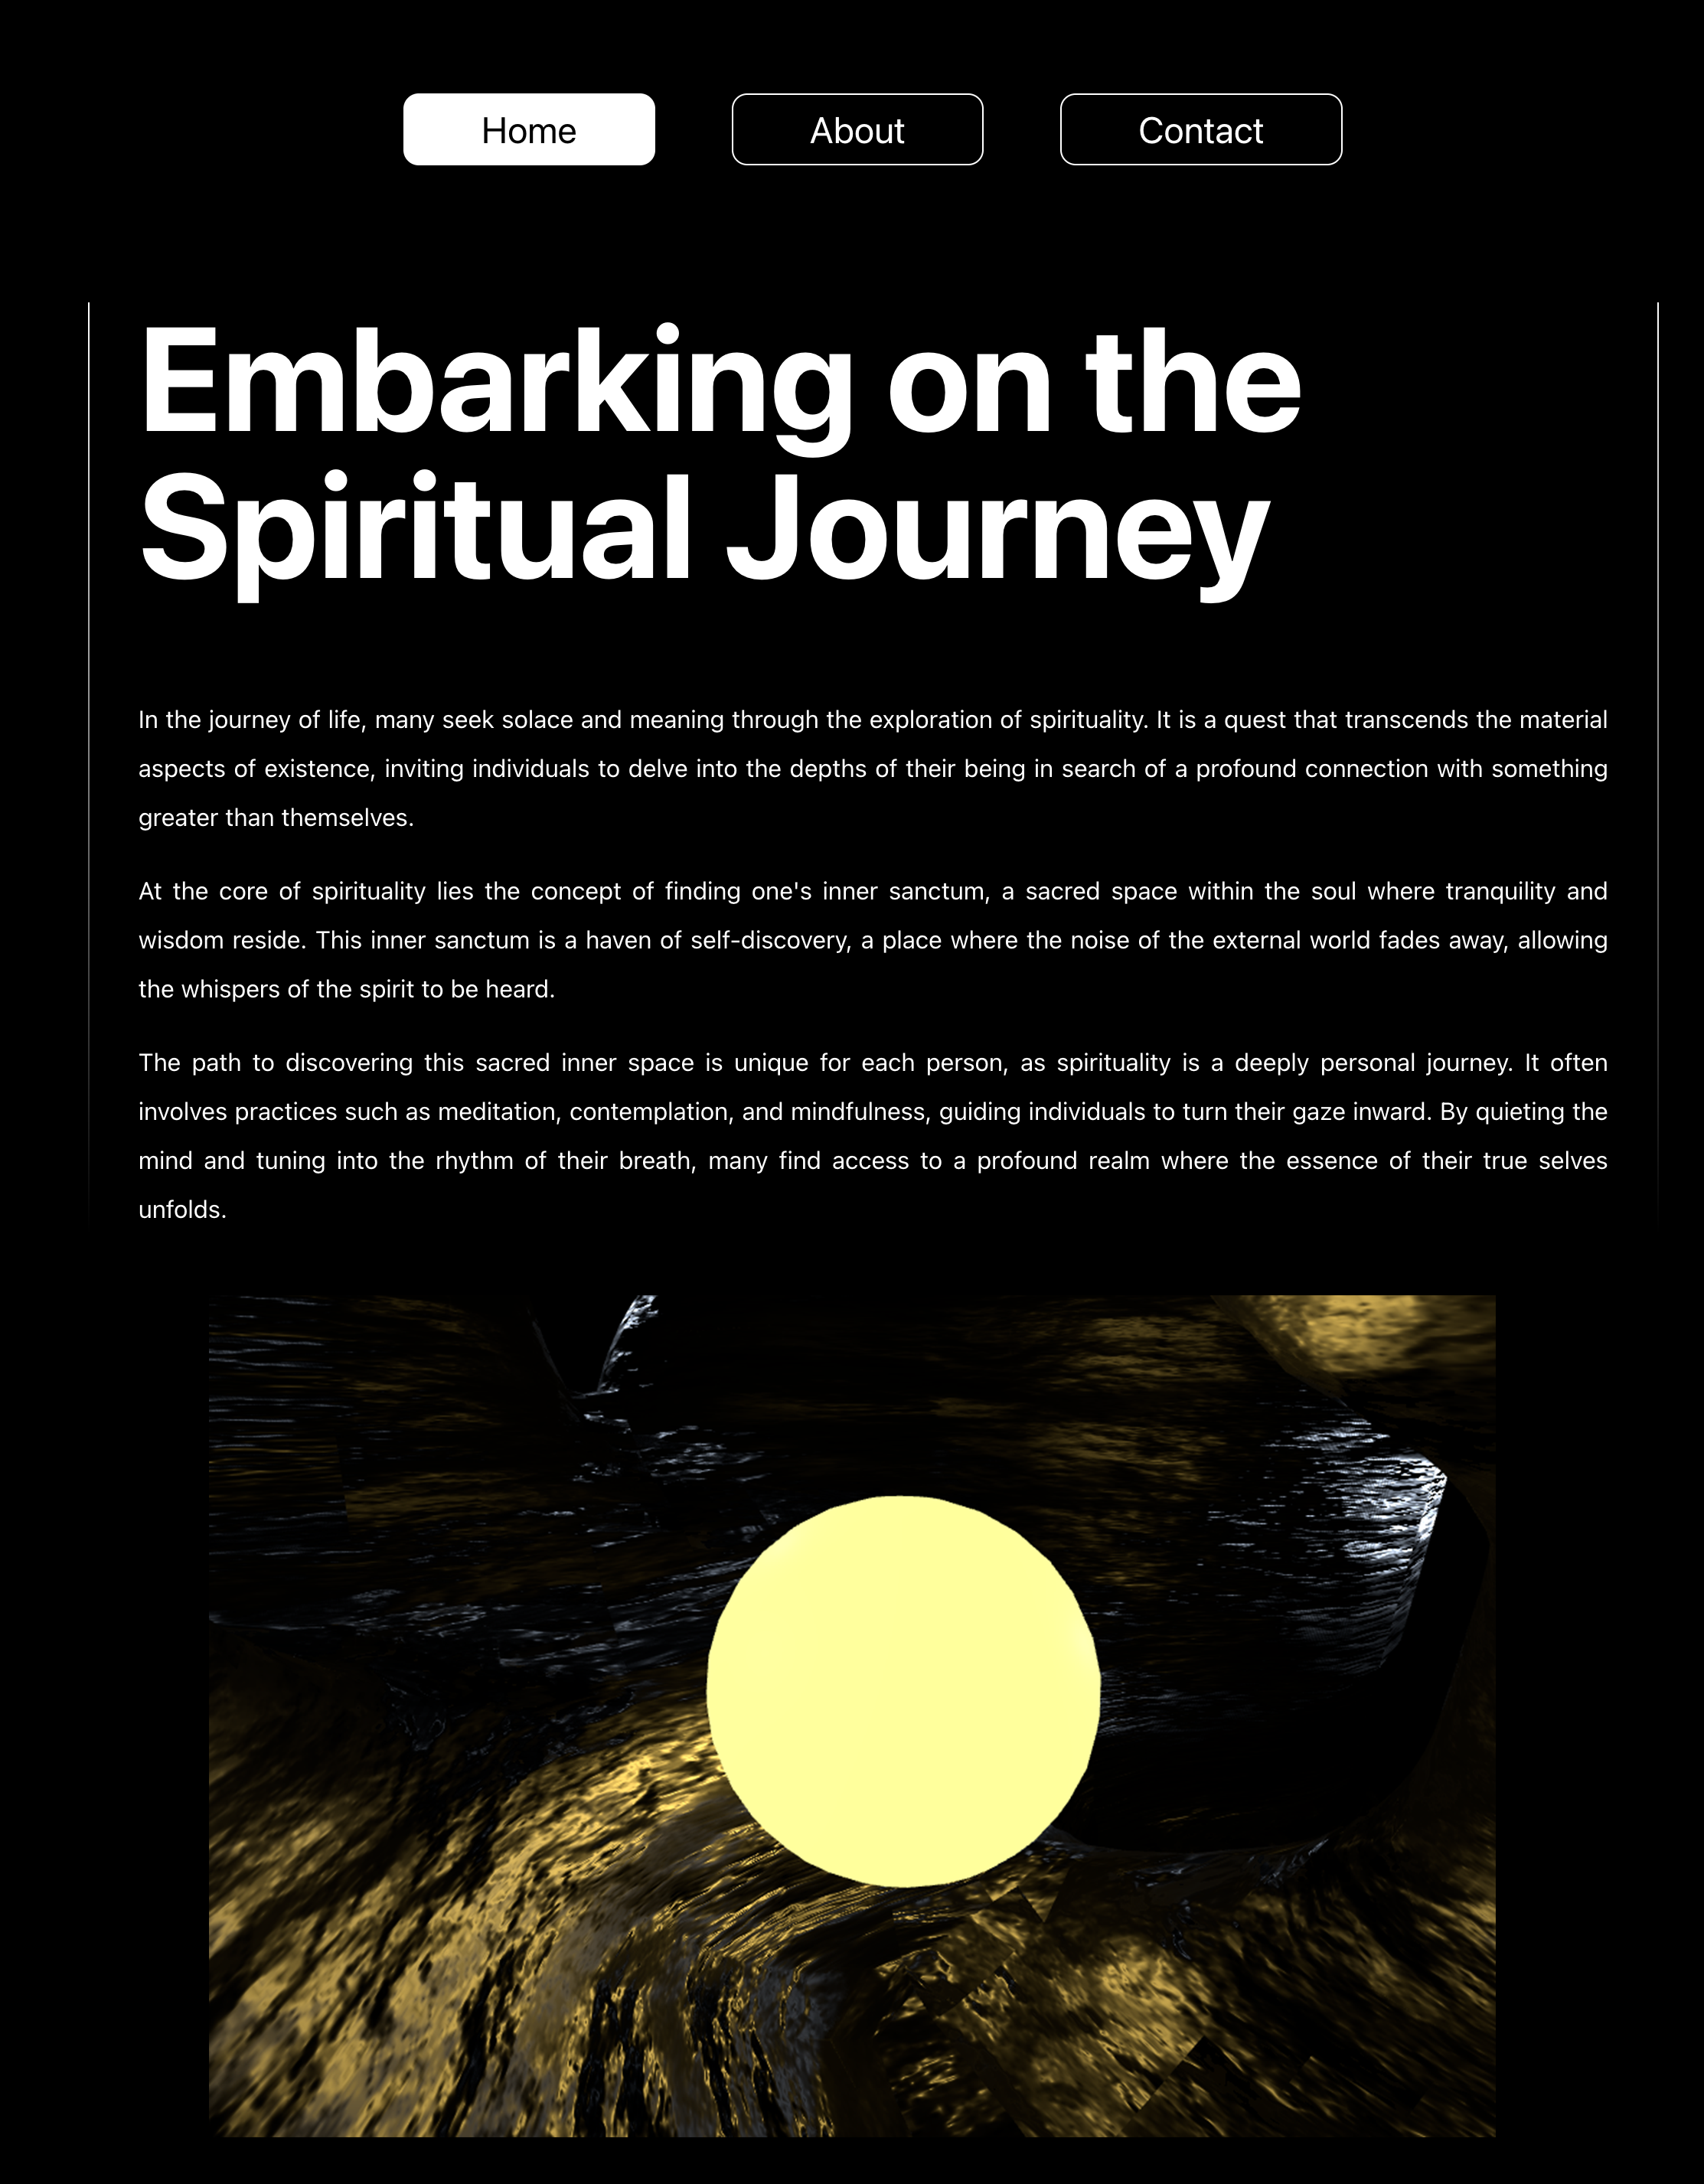 Home
About
Contact
Embarking on the
Spiritual Journey
In the journey of life, many seek solace and meaning through the exploration of spirituality. It is a quest that transcends the material
aspects of existence, inviting individuals to delve into the depths of their being in search of a profound connection with something
greater than themselves.
At the core of spirituality lies the concept of finding one's inner sanctum, a sacred space within the soul where tranquility and
wisdom reside. This inner sanctum is a haven of self-discovery, a place where the noise of the external world fades away, allowing
the whispers of the spirit to be heard.
The path to discovering this sacred inner space is unique for each person, as spirituality is a deeply personal journey. It often
involves practices such as meditation, contemplation, and mindfulness, guiding individuals to turn their gaze inward. By quieting the
mind and tuning into the rhythm of their breath, many find access to a profound realm where the essence of their true selves
unfolds.